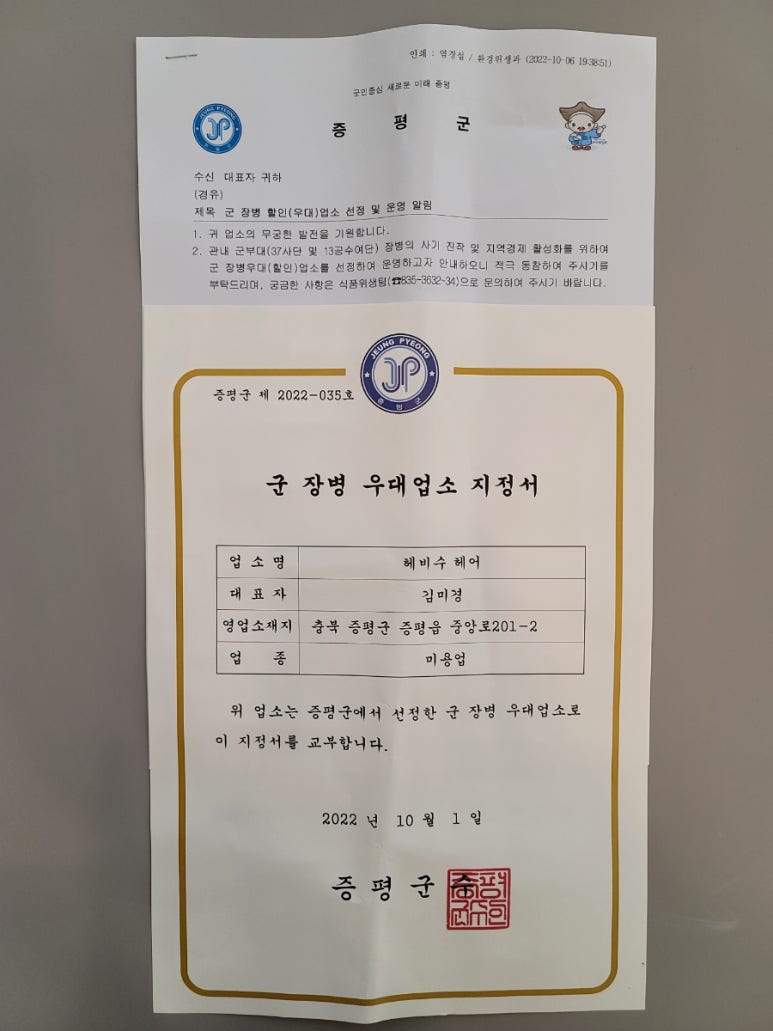 인쇄 : 염경실 / 환경위생과 (2022-10-06 19:38:51)
군민중심 새로운 미래 증평
JEUNG PYEONG
증 평 군
수신 대표자 귀하
(경유)
제목 군 장병 할인(우대)업소 선정 및 운영 알림
1. 귀 업소의 무궁한 발전을 기원합니다.
2. 관내 군부대(37사단 및 13공수여단) 장병의 사기 진작 및 지역경제 활성화를 위하여
군 장병우대(할인)업소를 선정하여 운영하고자 안내하오니 적극 동참하여 주시기를
부탁드리며, 궁금한 사항은 식품위생팀(☎835-3632~34)으로 문의하여 주시기 바랍니다.
JEUNG PYEONG
증 평 군
증평군 제 2022-035호
군 장병 우대업소 지정서
업 소 명 헤비수 헤어
대 표 자 김미경
영업소재지 충북 증평군 증평읍 중앙로201-2
업 종 미용업
위 업소는 증평군에서 선정한 군 장병 우대업소로
이 지정서를 교부합니다.
2022 년 10 월 1 일
증 평 군 수